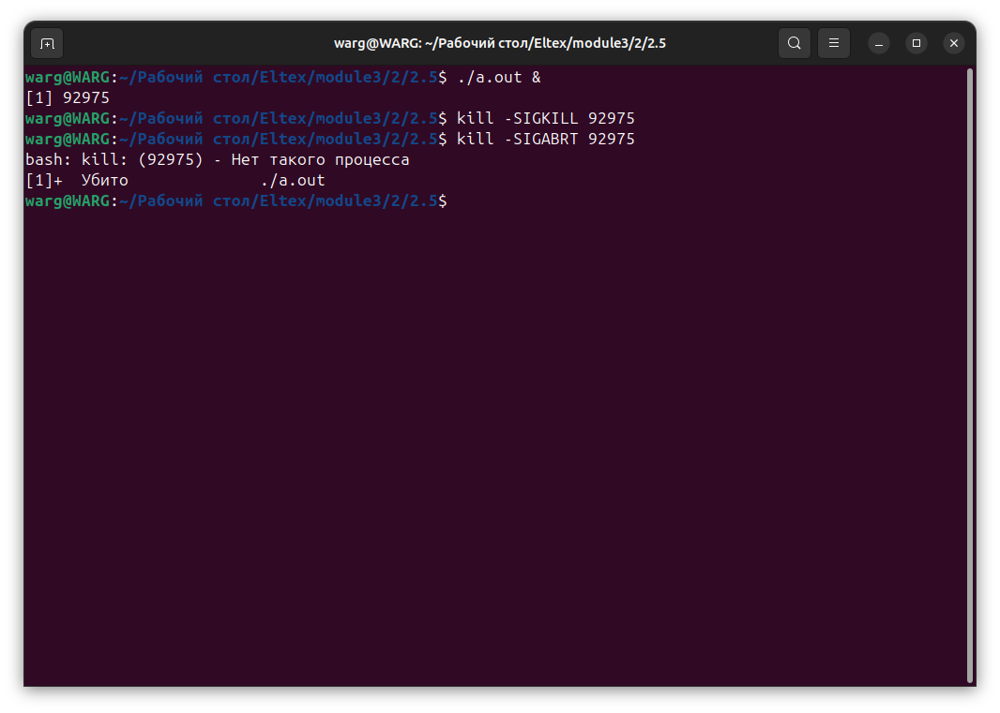 warg@WARG: ~/Рабочий стол/Eltex/module3/2/2.5
warg@WARG:~/Рабочий стол/Eltex/module3/2/2.5$ ./a.out &
[1] 92975
warg@WARG:~/Рабочий стол/Eltex/module3/2/2.5$ kill -SIGKILL 92975
warg@WARG:~/Рабочий стол/Eltex/module3/2/2.5$ kill -SIGABRT 92975
bash: kill: (92975) - Нет такого процесса
[1]+  Убито              ./a.out
warg@WARG:~/Рабочий стол/Eltex/module3/2/2.5$